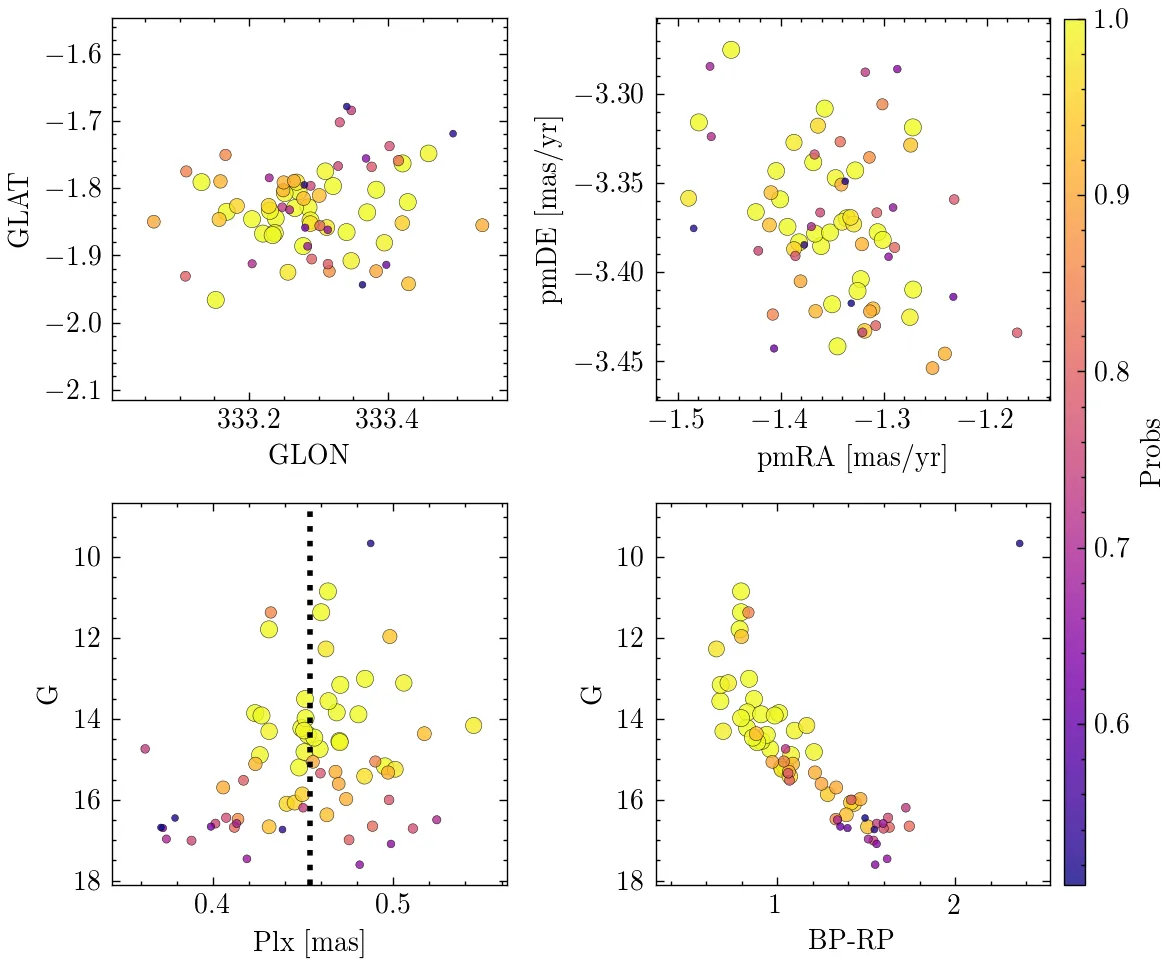 −1.6
−1.7
−1.8
−1.9
−2.0
−2.1
GLAT
333.2 333.4
GLON
−3.30
−3.35
−3.40
−3.45
pmDE [mas/yr]
−1.5 −1.4 −1.3 −1.2
pmRA [mas/yr]
10
12
14
16
18
G
0.4 0.5
Plx [mas]
10
12
14
16
18
G
1 2
BP-RP
1.0
0.9
0.8
0.7
0.6
Probs